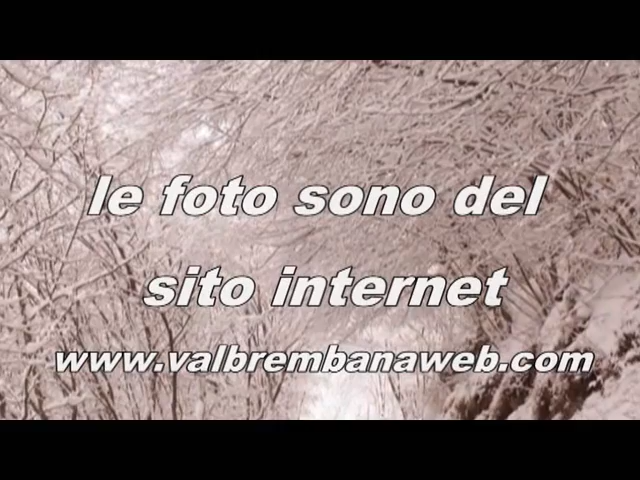 le foto sono del
sito internet
www.valbrembanaweb.com